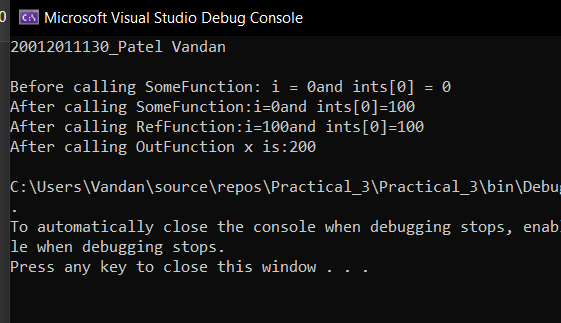 0 C:\ Microsoft Visual Studio Debug Console
20012011130_Patel Vandan
Before calling SomeFunction: i = 0and ints[0] = 0
After calling SomeFunction:i=0and ints[0]=100
After calling RefFunction:i=100and ints[0]=100
After calling OutFunction x is:200
C:\Users\Vandan\source\repos\Practical_3\Practical_3\bin\Debug
.
To automatically close the console when debugging stops, enab
le when debugging stops.
Press any key to close this window . . .